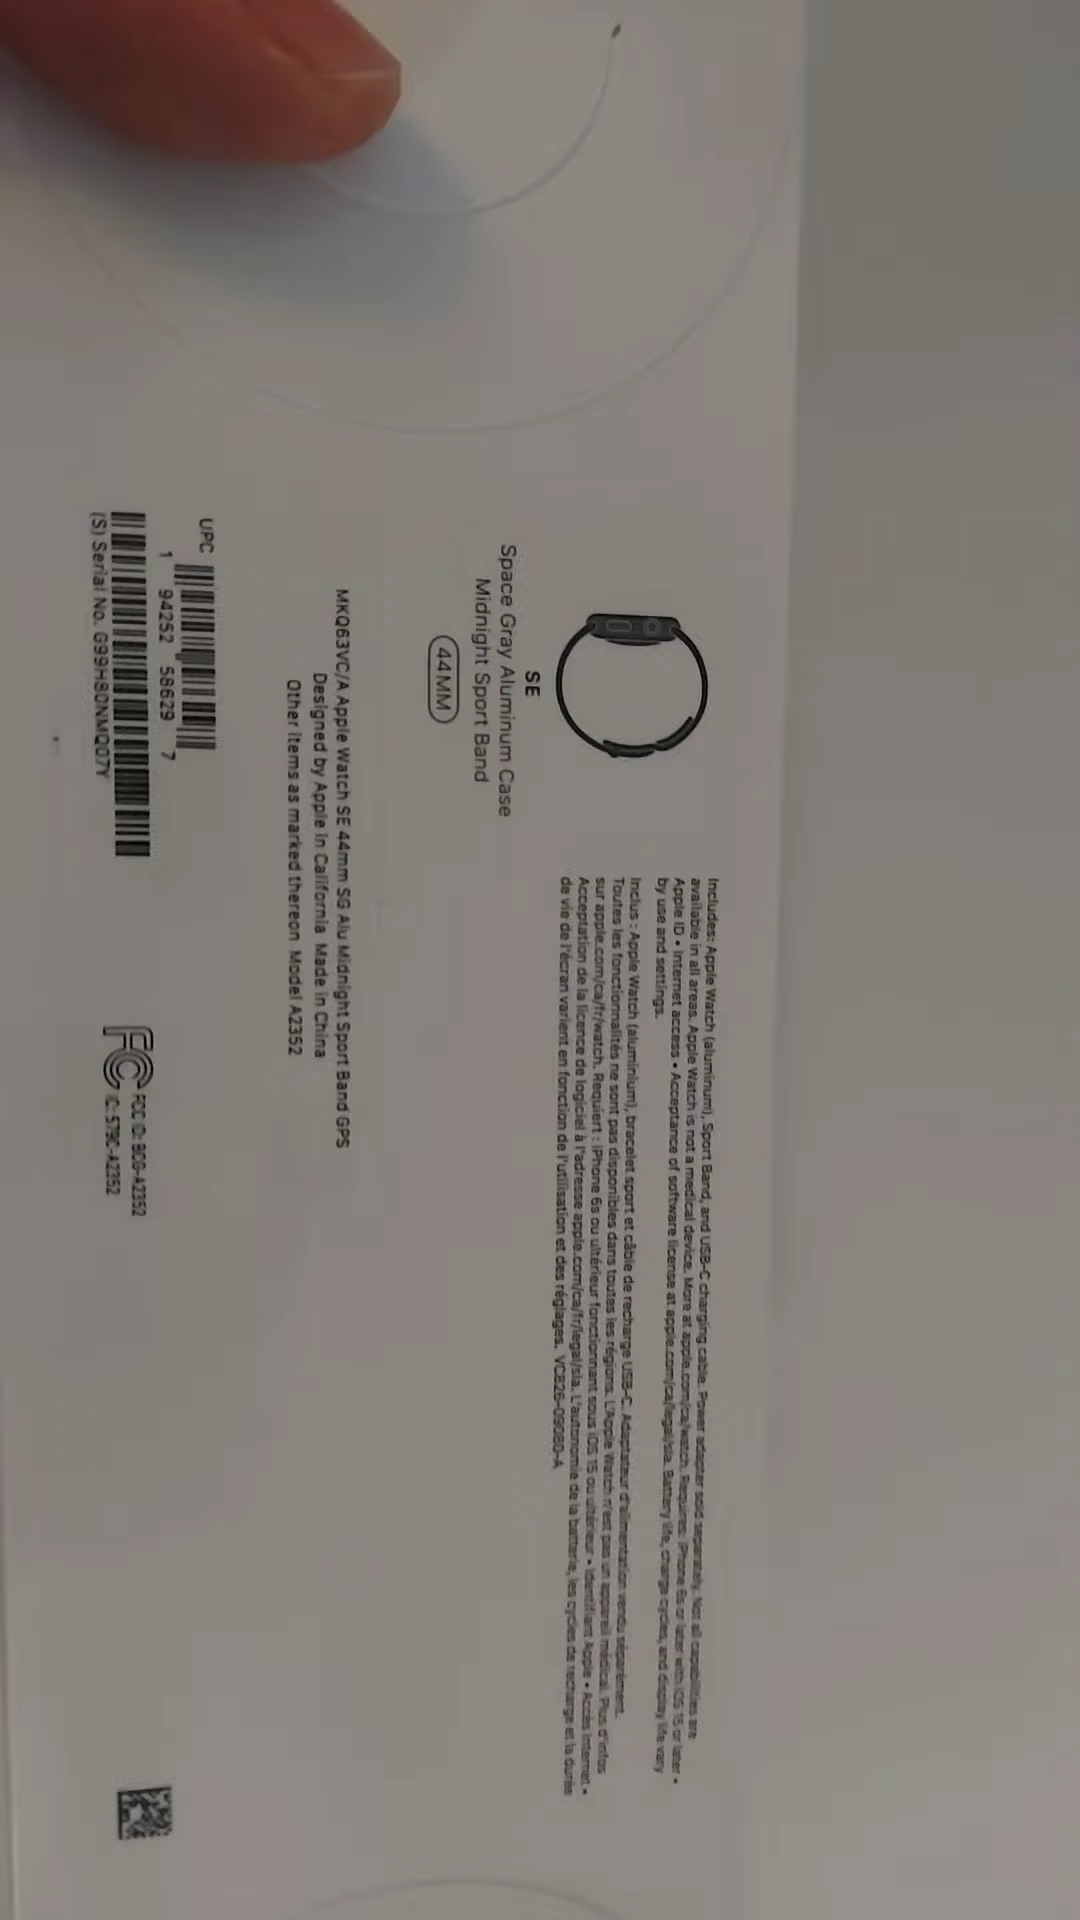 SE
Space Gray Aluminum Case
Midnight Sport Band
44MM
MKQ63VC/A Apple Watch SE 44mm SG Alu Midnight Sport Band GPS
Designed by Apple in California Made in China
Other items as marked thereon Model A2352
UPC
1 94252 58629 7
(S) Serial No. G99H80NMQ07Y
FCC ID: BCG-A2352
IC: 579C-A2352
Includes: Apple Watch (aluminum), Sport Band, and USB-C charging cable. Power adapter sold separately. Not all capabilities are
available in all areas. Apple Watch is not a medical device. More at apple.com/ca/watch. Requires: iPhone 6s or later with iOS 15 or later •
Apple ID • Internet access • Acceptance of software license at apple.com/ca/legal/sla. Battery life, charge cycles, and display life vary
by use and settings.
Inclus : Apple Watch (aluminium), bracelet sport et câble de recharge USB-C. Adaptateur d'alimentation vendu séparément.
Toutes les fonctionnalités ne sont pas disponibles dans toutes les régions. L'Apple Watch n'est pas un appareil médical. Plus d'infos
sur apple.com/ca/fr/watch. Requiert : iPhone 6s ou ultérieur fonctionnant sous iOS 15 ou ultérieur • Identifiant Apple • Accès Internet •
Acceptation de la licence de logiciel à l'adresse apple.com/ca/fr/legal/sla. L'autonomie de la batterie, les cycles de recharge et la durée
de vie de l'écran varient en fonction de l'utilisation et des réglages. VC826-09080-A